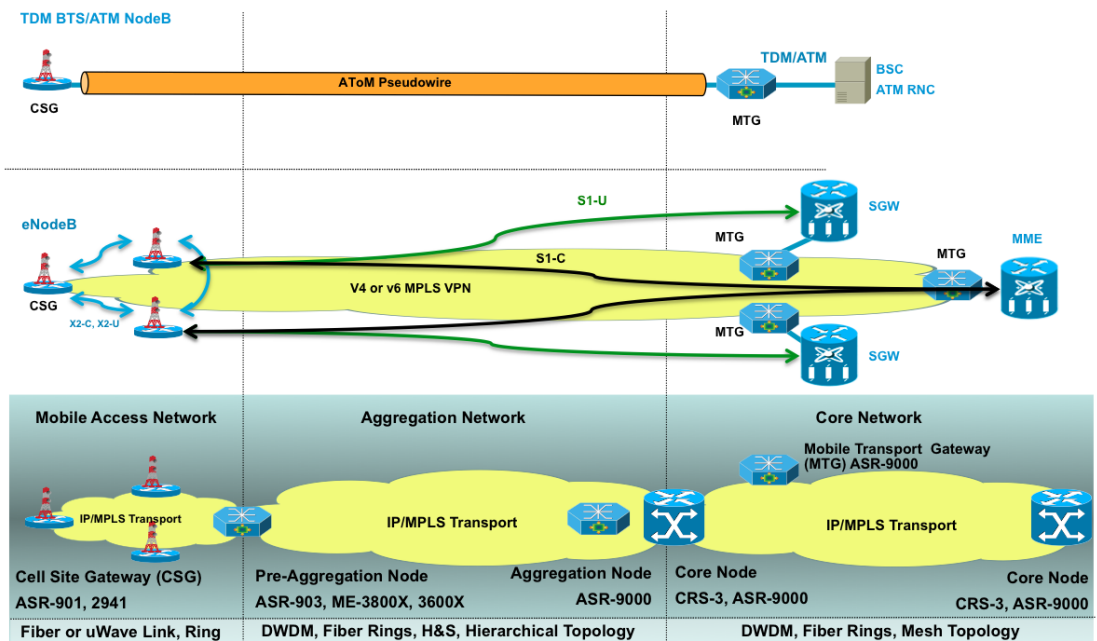 TDM BTS/ATM NodeB
TDM/ATM
BSC
ATM RNC
AToM Pseudowire
CSG
MTG
S1-U
SGW
eNodeB
MTG
MME
S1-C
MTG
CSG
V4 or v6 MPLS VPN
X2-C, X2-U
MTG
SGW
Mobile Access Network
Aggregation Network
Core Network
Mobile Transport Gateway
(MTG) ASR-9000
IP/MPLS Transport
IP/MPLS Transport
IP/MPLS Transport
Cell Site Gateway (CSG)
ASR-901, 2941
Pre-Aggregation Node
ASR-903, ME-3800X, 3600X
Aggregation Node
ASR-9000
Core Node
CRS-3, ASR-9000
Core Node
CRS-3, ASR-9000
Fiber or uWave Link, Ring
DWDM, Fiber Rings, H&S, Hierarchical Topology
DWDM, Fiber Rings, Mesh Topology